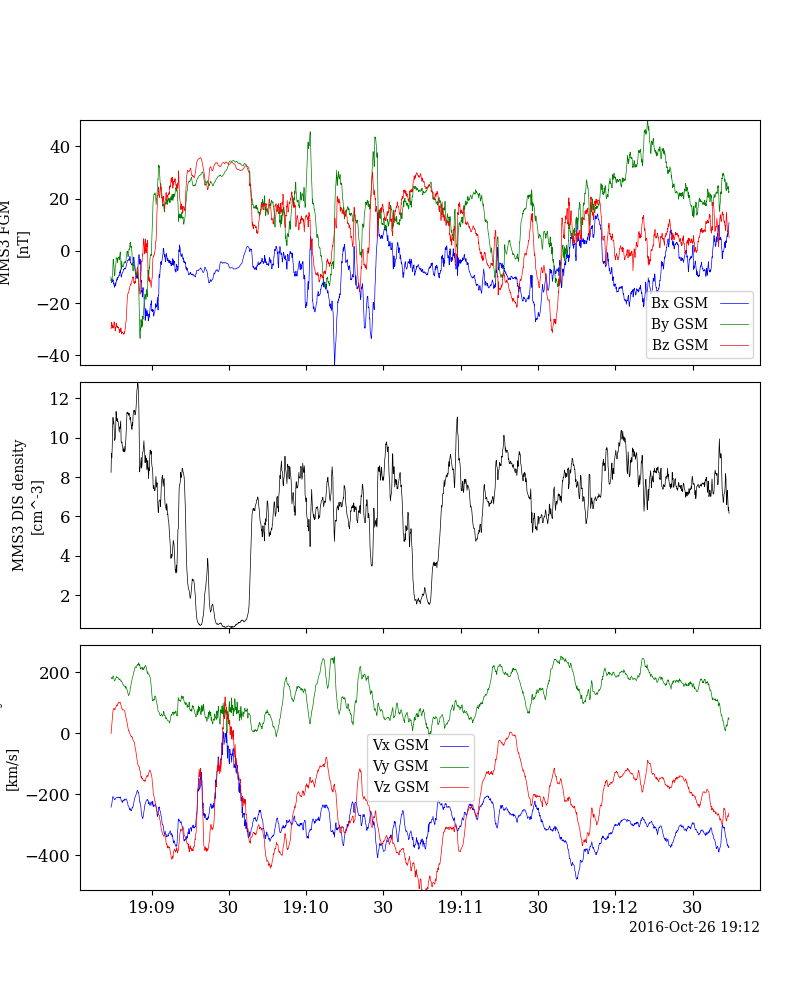 MMS3 FGM
[nT]
40
20
0
−20
−40
Bx GSM
By GSM
Bz GSM
MMS3 DIS density
[cm^-3]
12
10
8
6
4
2
[km/s]
200
0
−200
−400
Vx GSM
Vy GSM
Vz GSM
19:09
30
19:10
30
19:11
30
19:12
30
2016-Oct-26 19:12